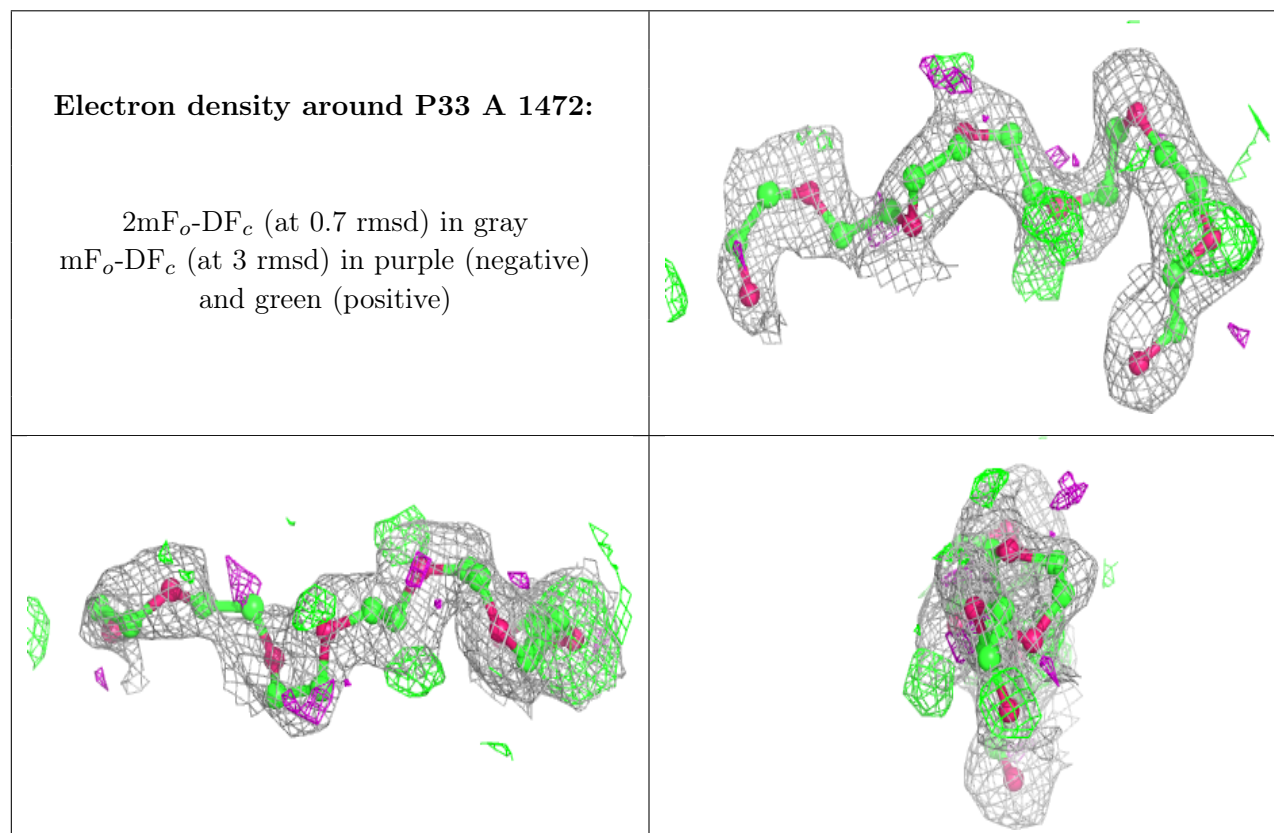 Electron density around P33 A 1472:
2mFₒ-DF𝒸 (at 0.7 rmsd) in gray
mFₒ-DF𝒸 (at 3 rmsd) in purple (negative)
and green (positive)